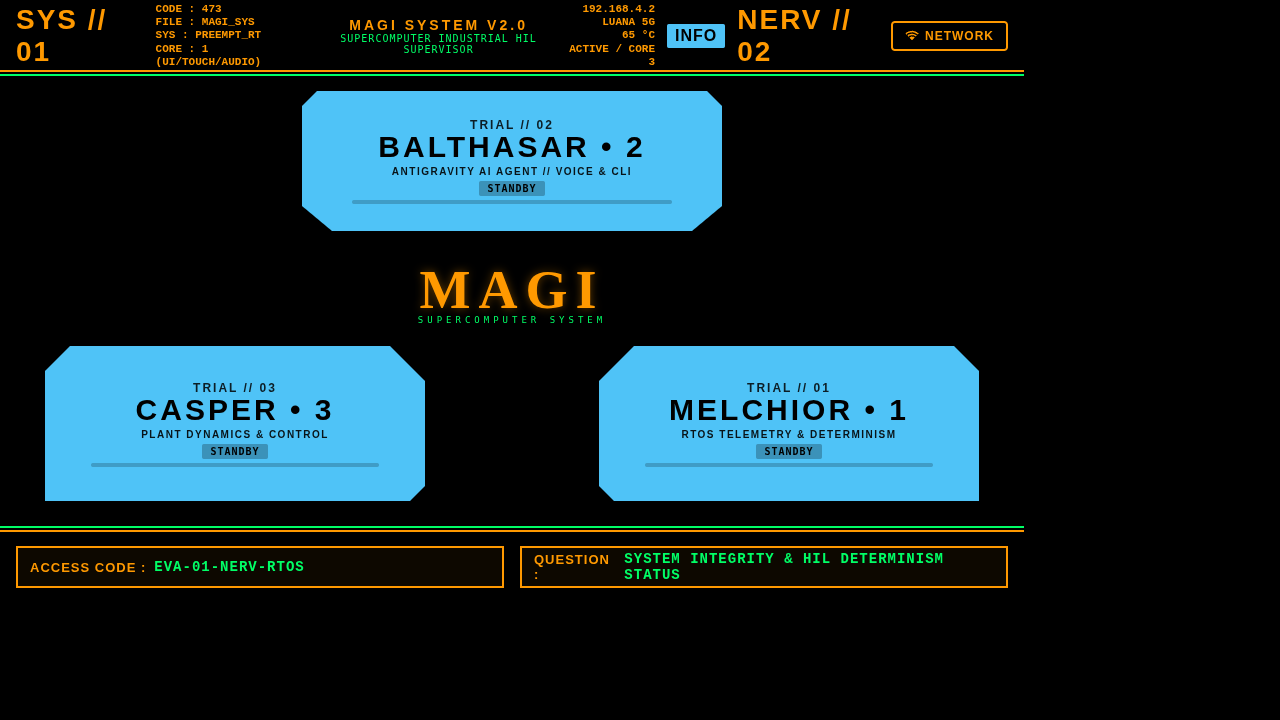 SYS //
01
CODE : 473
FILE : MAGI_SYS
SYS : PREEMPT_RT
CORE : 1
(UI/TOUCH/AUDIO)
MAGI SYSTEM V2.0
SUPERCOMPUTER INDUSTRIAL HIL
SUPERVISOR
192.168.4.2
LUANA 5G
65 °C
ACTIVE / CORE
3
INFO
NERV //
02
NETWORK
TRIAL // 02
BALTHASAR • 2
ANTIGRAVITY AI AGENT // VOICE & CLI
STANDBY
MAGI
SUPERCOMPUTER SYSTEM
TRIAL // 03
CASPER • 3
PLANT DYNAMICS & CONTROL
STANDBY
TRIAL // 01
MELCHIOR • 1
RTOS TELEMETRY & DETERMINISM
STANDBY
ACCESS CODE : EVA-01-NERV-RTOS
QUESTION
:
SYSTEM INTEGRITY & HIL DETERMINISM
STATUS